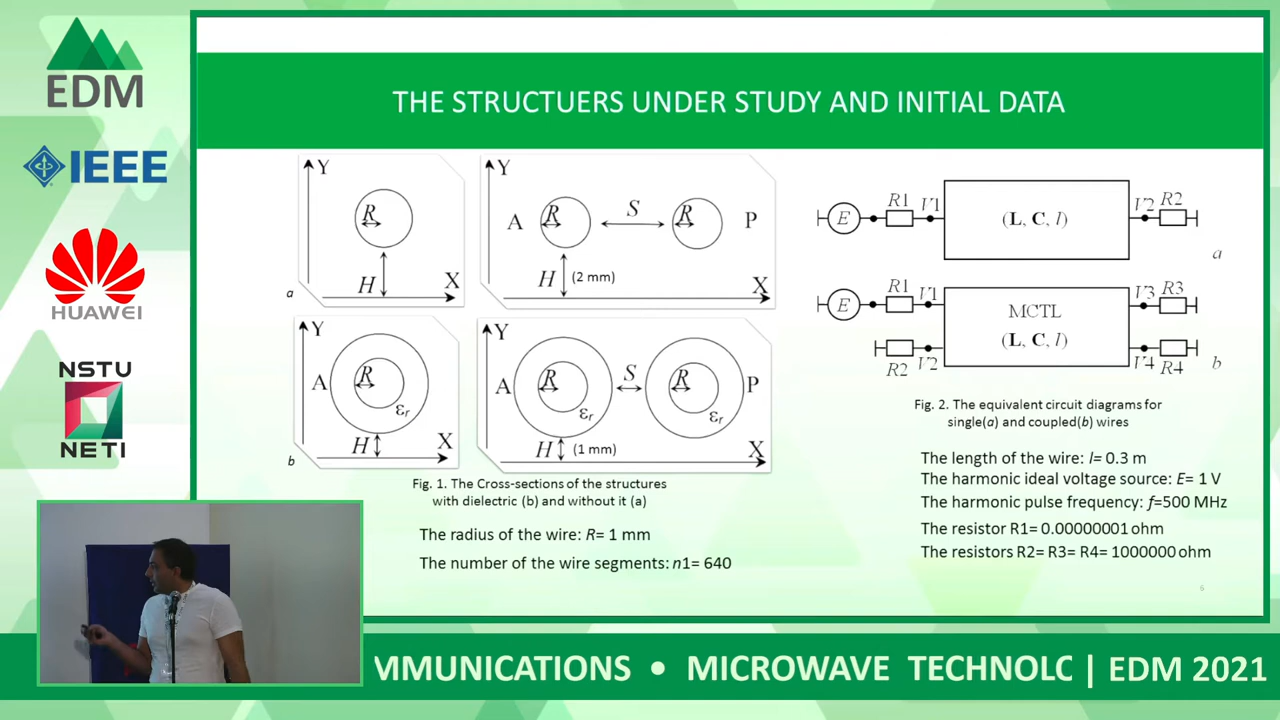 EDM
IEEE
HUAWEI
NSTU
NETI
THE STRUCTUERS UNDER STUDY AND INITIAL DATA
Y
R
H
X
a
Y
A
R
S
R
P
H (2 mm)
X
Y
A
R
εr
H
X
b
Y
A
R
εr
S
R
εr
P
H (1 mm)
X
Fig. 1. The Cross-sections of the structures
with dielectric (b) and without it (a)
The radius of the wire: R= 1 mm
The number of the wire segments: n1= 640
E
R1
V1
(L, C, l)
V2
R2
a
E
R1
V1
MCTL
(L, C, l)
V3
R3
R2
V2
V4
R4
b
Fig. 2. The equivalent circuit diagrams for
single(a) and coupled(b) wires
The length of the wire: l= 0.3 m
The harmonic ideal voltage source: E= 1 V
The harmonic pulse frequency: f=500 MHz
The resistor R1= 0.00000001 ohm
The resistors R2= R3= R4= 1000000 ohm
6
MMUNICATIONS • MICROWAVE TECHNOLC | EDM 2021